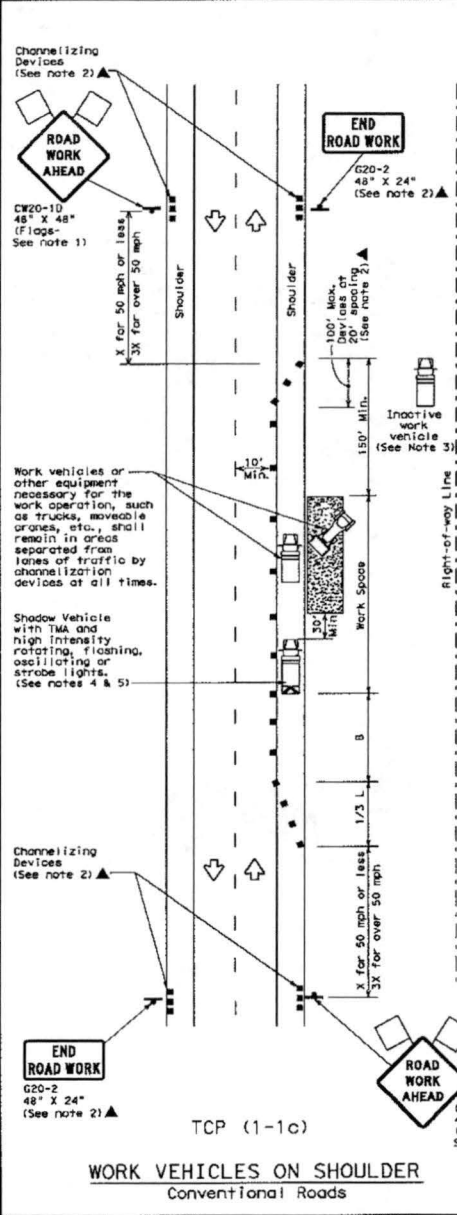 Channelizing
Devices
(See note 2)▲
ROAD
WORK
AHEAD
CW20-1D
48" X 48"
(Flags-
See note 1)
X for 50 mph or less
3X for over 50 mph
Shoulder
Shoulder
END
ROAD WORK
G20-2
48" X 24"
(See note 2)▲
100' Max.
Devices at
20' spacing
(See note 2)▲
150' Min.
Inactive
work
vehicle
(See Note 3)
Right-of-way Line
10'
Min.
Work vehicles or
other equipment
necessary for the
work operation, such
as trucks, moveable
cranes, etc., shall
remain in areas
separated from
lanes of traffic by
channelization
devices at all times.
Work Space
30'
Min.
Shadow Vehicle
with TMA and
high intensity
rotating, flashing,
oscillating or
strobe lights.
(See notes 4 & 5)
B
1/3 L
Channelizing
Devices
(See note 2)▲
X for 50 mph or less
3X for over 50 mph
END
ROAD WORK
G20-2
48" X 24"
(See note 2)▲
ROAD
WORK
AHEAD
TCP (1-1c)
WORK VEHICLES ON SHOULDER
Conventional Roads